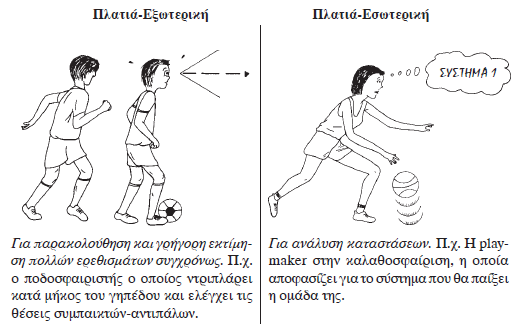 Πλατιά-Εξωτερική
Πλατιά-Εσωτερική
ΣΥΣΤΗΜΑ 1
Για παρακολούθηση και γρήγορη εκτίμη-
ση πολλών ερεθισμάτων συγχρόνως. Π.χ.
ο ποδοσφαιριστής ο οποίος ντριπλάρει
κατά μήκος του γηπέδου και ελέγχει τις
θέσεις συμπαικτών-αντιπάλων.
Για ανάλυση καταστάσεων. Π.χ. Η play-
maker στην καλαθοσφαίριση, η οποία
αποφασίζει για το σύστημα που θα παίξει
η ομάδα της.